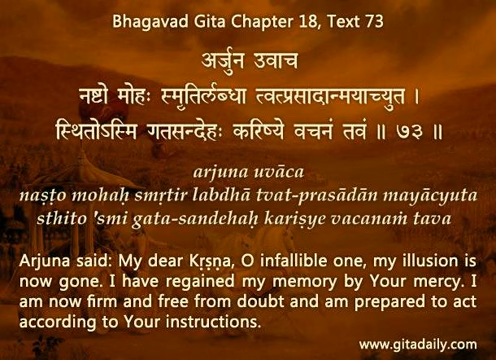 Bhagavad Gita Chapter 18, Text 73
अर्जुन उवाच
नष्टो मोहः स्मृतिर्लब्धा त्वत्प्रसादान्मयाच्युत ।
स्थितोऽस्मि गतसन्देहः करिष्ये वचनं तवं ॥ ७३ ॥
arjuna uvāca
naṣṭo mohaḥ smṛtir labdhā tvat-prasādān mayācyuta
sthito 'smi gata-sandehaḥ kariṣye vacanaṁ tava
Arjuna said: My dear Kṛṣṇa, O infallible one, my illusion is
now gone. I have regained my memory by Your mercy. I
am now firm and free from doubt and am prepared to act
according to Your instructions.
www.gitadaily.com